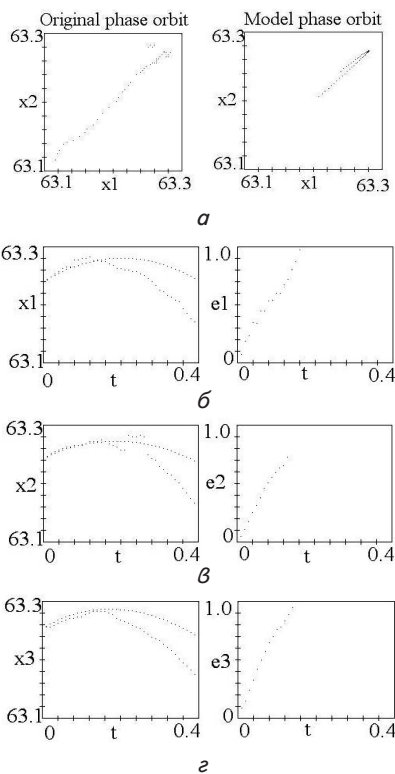 Original phase orbit Model phase orbit
63.3 63.3
x2 x2
63.1 63.1
63.1 x1 63.3 63.1 x1 63.3
а
63.3 1.0
x1 e1
63.1 0
0 t 0.4 0 t 0.4
б
63.3 1.0
x2 e2
63.1 0
0 t 0.4 0 t 0.4
в
63.3 1.0
x3 e3
63.1 0
0 t 0.4 0 t 0.4
г